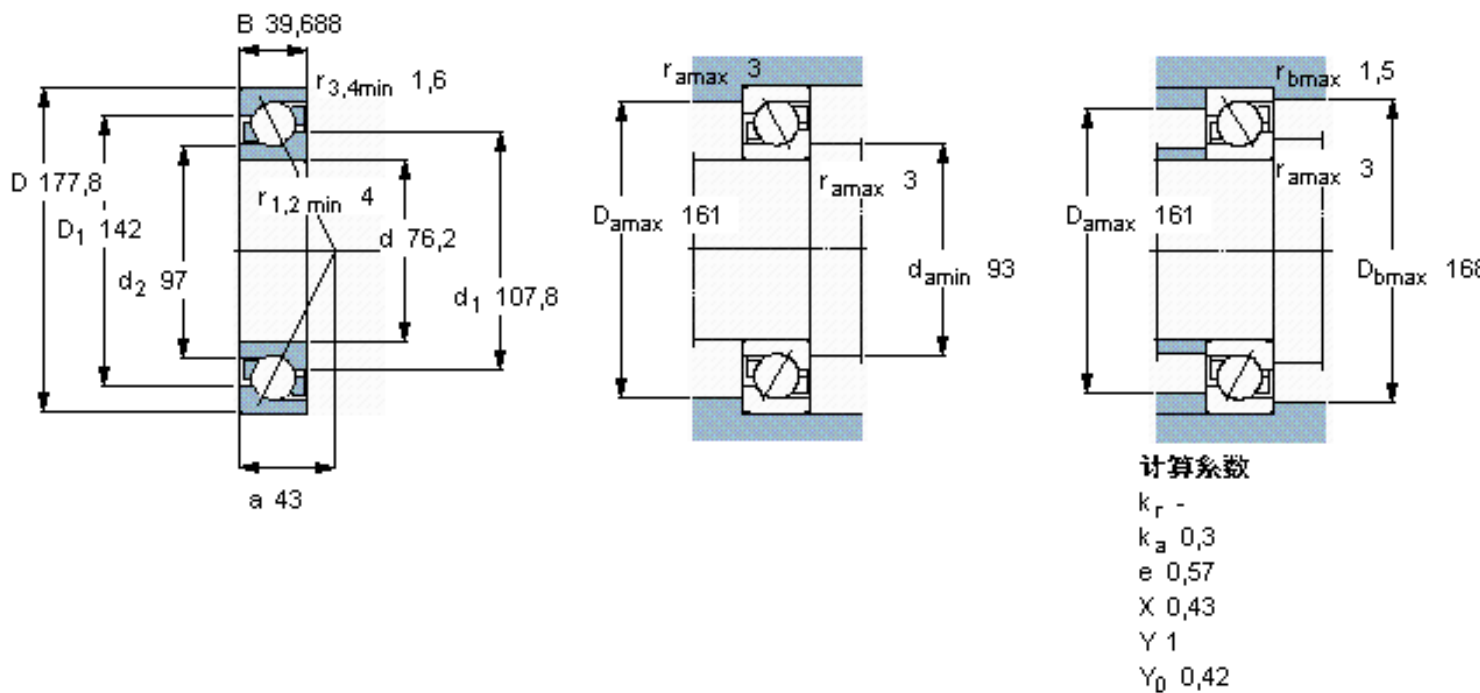 B 39,688
r3,4min 1,6
D 177,8
D1 142
r1,2 min 4
d 76,2
d2 97
d1 107,8
a 43
ramax 3
ramax 3
Damax 161
damin 93
rbmax 1,5
ramax 3
Damax 161
Dbmax 168
计算系数
kr -
ka 0,3
e 0,57
X 0,43
Y 1
Y0 0,42